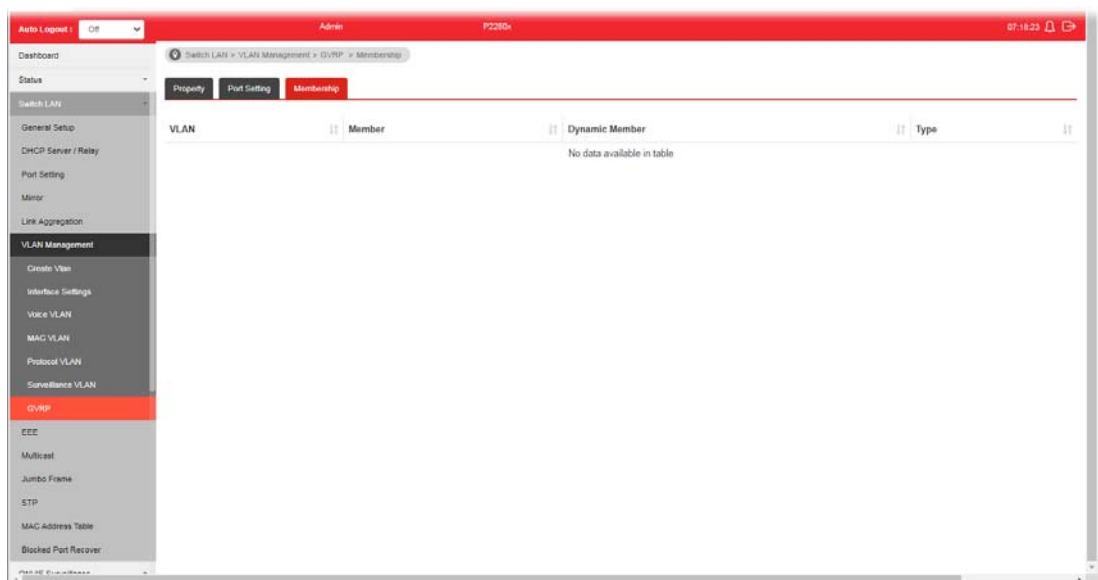 Auto Logout : Off Admin P2280x 07:18:23
Dashboard
Switch LAN > VLAN Management > GVRP > Membership
Status
Property Port Setting Membership
Switch LAN
General Setup
VLAN Member Dynamic Member Type
DHCP Server / Relay
No data available in table
Port Setting
Mirror
Link Aggregation
VLAN Management
Create Vlan
Interface Settings
Voice VLAN
MAC VLAN
Protocol VLAN
Surveillance VLAN
GVRP
EEE
Multicast
Jumbo Frame
STP
MAC Address Table
Blocked Port Recover